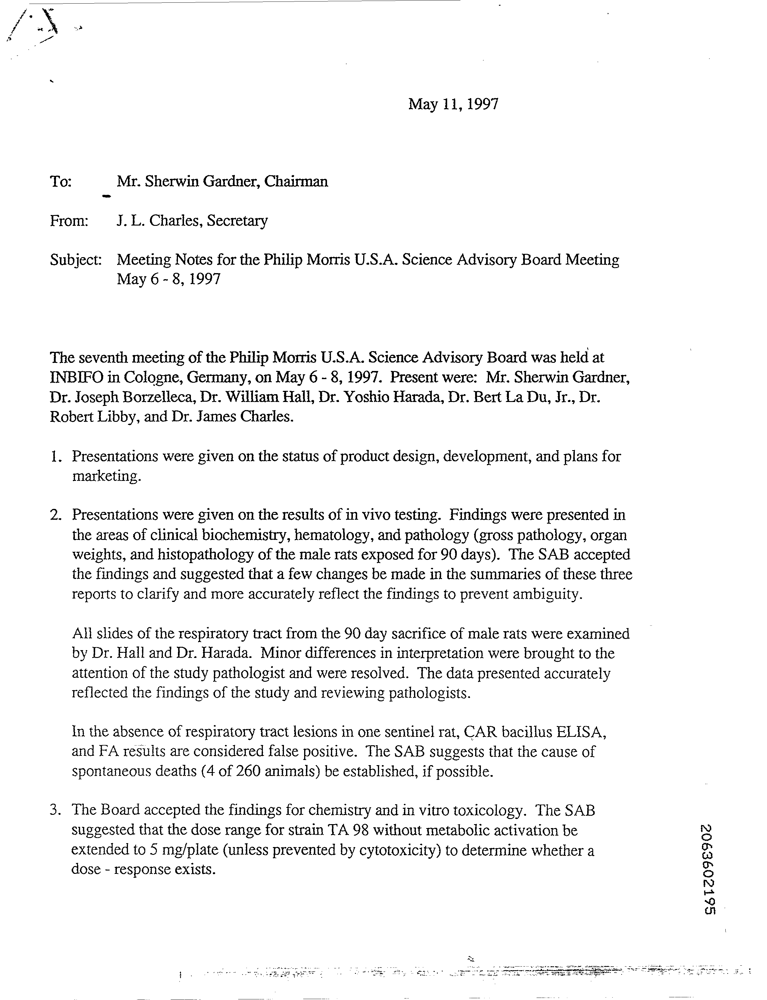 May 11, 1997
To: Mr. Sherwin Gardner, Chairman
From: J. L. Charles, Secretary
Subject: Meeting Notes for the Philip Morris U.S.A. Science Advisory Board Meeting
May 6 - 8, 1997
The seventh meeting of the Philip Morris U.S.A. Science Advisory Board was held at
INBIFO in Cologne, Germany, on May 6 - 8, 1997. Present were: Mr. Sherwin Gardner,
Dr. Joseph Borzelleca, Dr. William Hall, Dr. Yoshio Harada, Dr. Bert La Du, Jr., Dr.
Robert Libby, and Dr. James Charles.
1. Presentations were given on the status of product design, development, and plans for
marketing.
2. Presentations were given on the results of in vivo testing. Findings were presented in
the areas of clinical biochemistry, hematology, and pathology (gross pathology, organ
weights, and histopathology of the male rats exposed for 90 days). The SAB accepted
the findings and suggested that a few changes be made in the summaries of these three
reports to clarify and more accurately reflect the findings to prevent ambiguity.
All slides of the respiratory tract from the 90 day sacrifice of male rats were examined
by Dr. Hall and Dr. Harada. Minor differences in interpretation were brought to the
attention of the study pathologist and were resolved. The data presented accurately
reflected the findings of the study and reviewing pathologists.
In the absence of respiratory tract lesions in one sentinel rat, CAR bacillus ELISA,
and FA results are considered false positive. The SAB suggests that the cause of
spontaneous deaths (4 of 260 animals) be established, if possible.
3. The Board accepted the findings for chemistry and in vitro toxicology. The SAB
suggested that the dose range for strain TA 98 without metabolic activation be
extended to 5 mg/plate (unless prevented by cytotoxicity) to determine whether a
dose - response exists.
2063602195